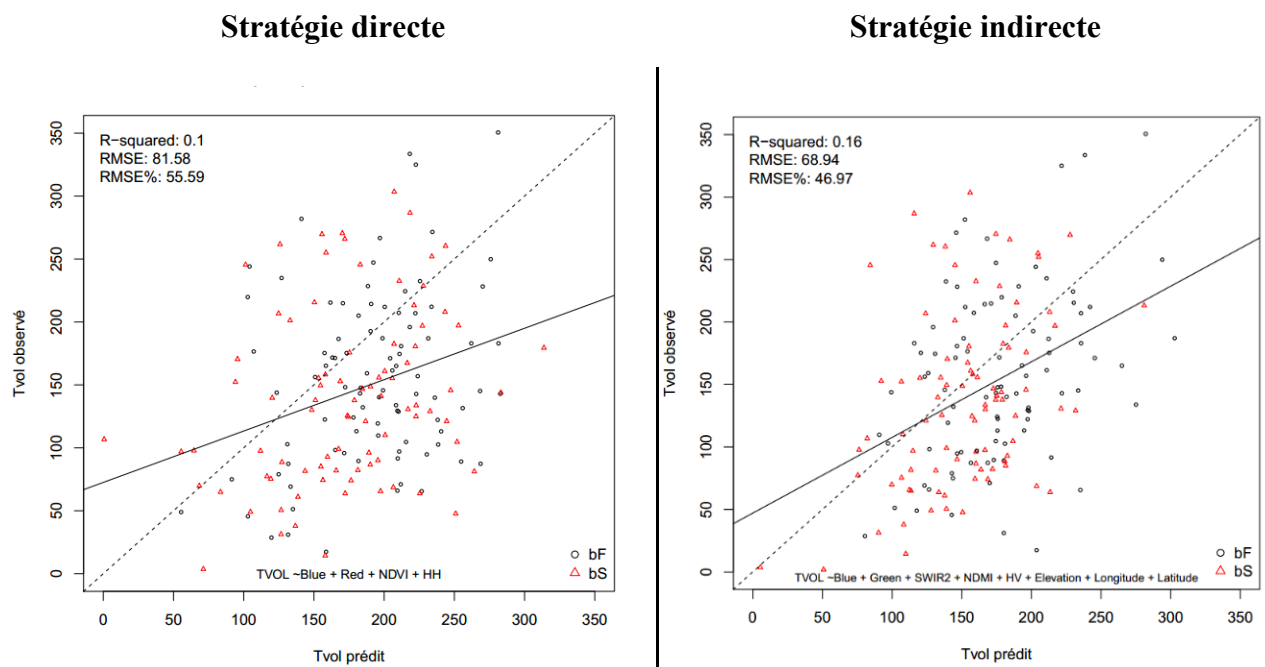 Stratégie directe
R-squared: 0.1
RMSE: 81.58
RMSE%: 55.59
350
300
250
200
150
100
50
0
Tvol observé
bF
bS
TVOL ~Blue + Red + NDVI + HH
0 50 100 150 200 250 300 350
Tvol prédit
Stratégie indirecte
R-squared: 0.16
RMSE: 68.94
RMSE%: 46.97
350
300
250
200
150
100
50
0
Tvol observé
bF
bS
TVOL ~Blue + Green + SWIR2 + NDMI + HV + Elevation + Longitude + Latitude
0 50 100 150 200 250 300 350
Tvol prédit